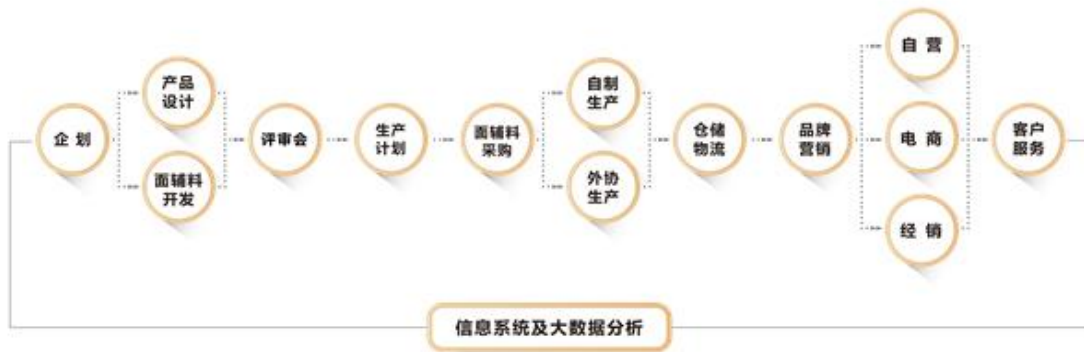 企 划
产品
设计
面辅料
开发
评审会
生产
计划
面辅料
采购
自制
生产
外协
生产
仓储
物流
品牌
营销
自 营
电 商
经 销
客户
服务
信息系统及大数据分析